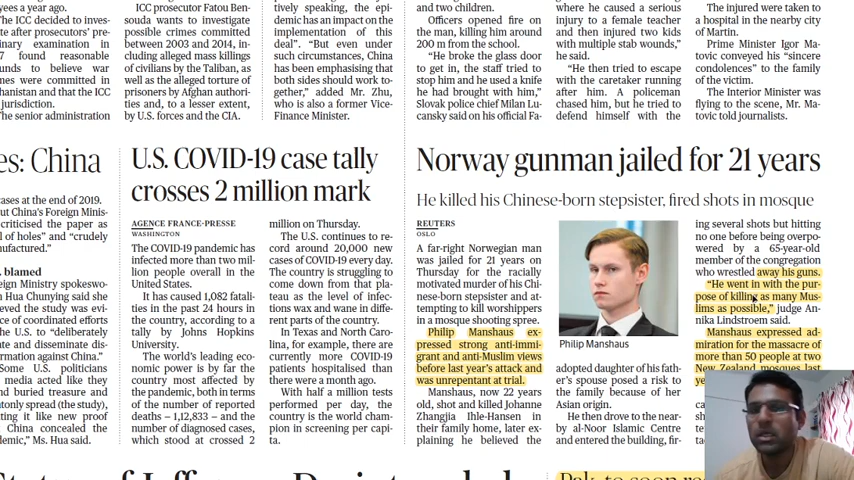 yees a year ago.
The ICC decided to inves-
te after prosecutors' pre-
inary examination in
7 found reasonable
unds to believe war
nes were committed in
hanistan and that the ICC
jurisdiction.
The senior administration
ICC prosecutor Fatou Ben-
souda wants to investigate
possible crimes committed
between 2003 and 2014, in-
cluding alleged mass killings
of civilians by the Taliban, as
well as the alleged torture of
prisoners by Afghan authori-
ties and, to a lesser extent,
by U.S. forces and the CIA.
tively speaking, the epi-
demic has an impact on the
implementation of this
deal". "But even under
such circumstances, China
has been emphasising that
both sides should work to-
gether," added Mr. Zhu,
who is also a former Vice-
Finance Minister.
and two children.
Officers opened fire on
the man, killing him around
200 m from the school.
"He broke the glass door
to get in, the staff tried to
stop him and he used a knife
he had brought with him,"
Slovak police chief Milan Lu-
cansky said on his official Fa-
where he caused a serious
injury to a female teacher
and then injured two kids
with multiple stab wounds,"
he said.
"He then tried to escape
with the caretaker running
after him. A policeman
chased him, but he tried to
defend himself with the
The injured were taken to
a hospital in the nearby city
of Martin.
Prime Minister Igor Ma-
tovic conveyed his "sincere
condolences" to the family
of the victim.
The Interior Minister was
flying to the scene, Mr. Ma-
tovic told journalists.
es: China
cases at the end of 2019.
ut China's Foreign Minis-
criticised the paper as
l of holes" and "crudely
nufactured".
blamed
eign Ministry spokeswo-
n Hua Chunying said she
eved the study was evi-
ce of coordinated efforts
he U.S. to "deliberately
ate and disseminate dis-
rmation against China."
Some U.S. politicians
media acted like they
nd buried treasure and
tonly spread (the study),
ting it like new proof
China concealed the
demic," Ms. Hua said.
U.S. COVID-19 case tally
crosses 2 million mark
AGENCE FRANCE-PRESSE
WASHINGTON
The COVID-19 pandemic has
infected more than two mil-
lion people overall in the
United States.
It has caused 1,082 fatali-
ties in the past 24 hours in
the country, according to a
tally by Johns Hopkins
University.
The world's leading eco-
nomic power is by far the
country most affected by
the pandemic, both in terms
of the number of reported
deaths – 1,12,833 – and the
number of diagnosed cases,
which stood at crossed 2
million on Thursday.
The U.S. continues to re-
cord around 20,000 new
cases of COVID-19 every day.
The country is struggling to
come down from that pla-
teau as the level of infec-
tions wax and wane in dif-
ferent parts of the country.
In Texas and North Caro-
lina, for example, there are
currently more COVID-19
patients hospitalised than
there were a month ago.
With half a million tests
performed per day, the
country is the world cham-
pion in screening per capi-
ta.
Norway gunman jailed for 21 years
He killed his Chinese-born stepsister, fired shots in mosque
REUTERS
OSLO
A far-right Norwegian man
was jailed for 21 years on
Thursday for the racially
motivated murder of his Chi-
nese-born stepsister and at-
tempting to kill worshippers
in a mosque shooting spree.
Philip Manshaus ex-
pressed strong anti-immi-
grant and anti-Muslim views
before last year's attack and
was unrepentant at trial.
Manshaus, now 22 years
old, shot and killed Johanne
Zhangjia Ihle-Hansen in
their family home, later ex-
plaining he believed the
Philip Manshaus
adopted daughter of his fa-
ther's spouse posed a risk to
the family because of her
Asian origin.
He then drove to the near-
by al-Noor Islamic Centre
and entered the building, fir-
ing several shots but hitting
no one before being overpo-
wered by a 65-year-old
member of the congregation
who wrestled away his guns.
"He went in with the pur-
pose of killing as many Mus-
lims as possible," judge An-
nika Lindstroem said.
Manshaus expressed ad-
miration for the massacre of
more than 50 people at two
New Zealand mosques last